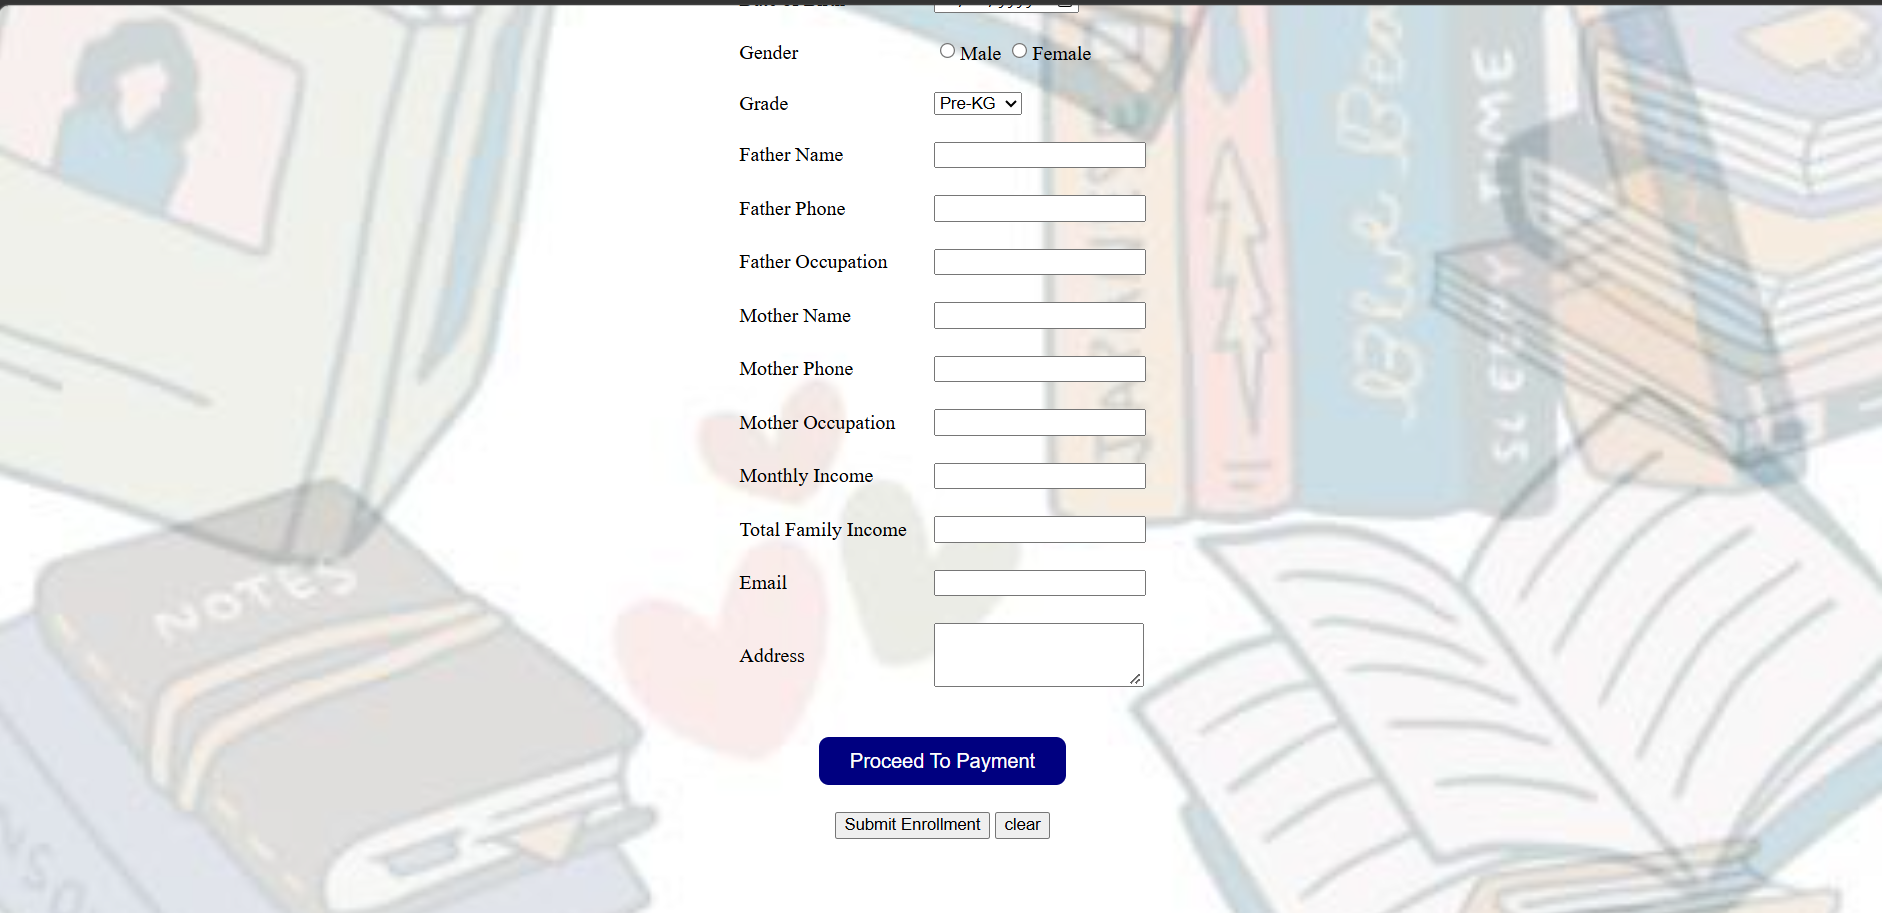 Gender Male Female
Grade Pre-KG
Father Name
Father Phone
Father Occupation
Mother Name
Mother Phone
Mother Occupation
Monthly Income
Total Family Income
Email
Address
Proceed To Payment
Submit Enrollment clear
NOTES
Blue
TIME